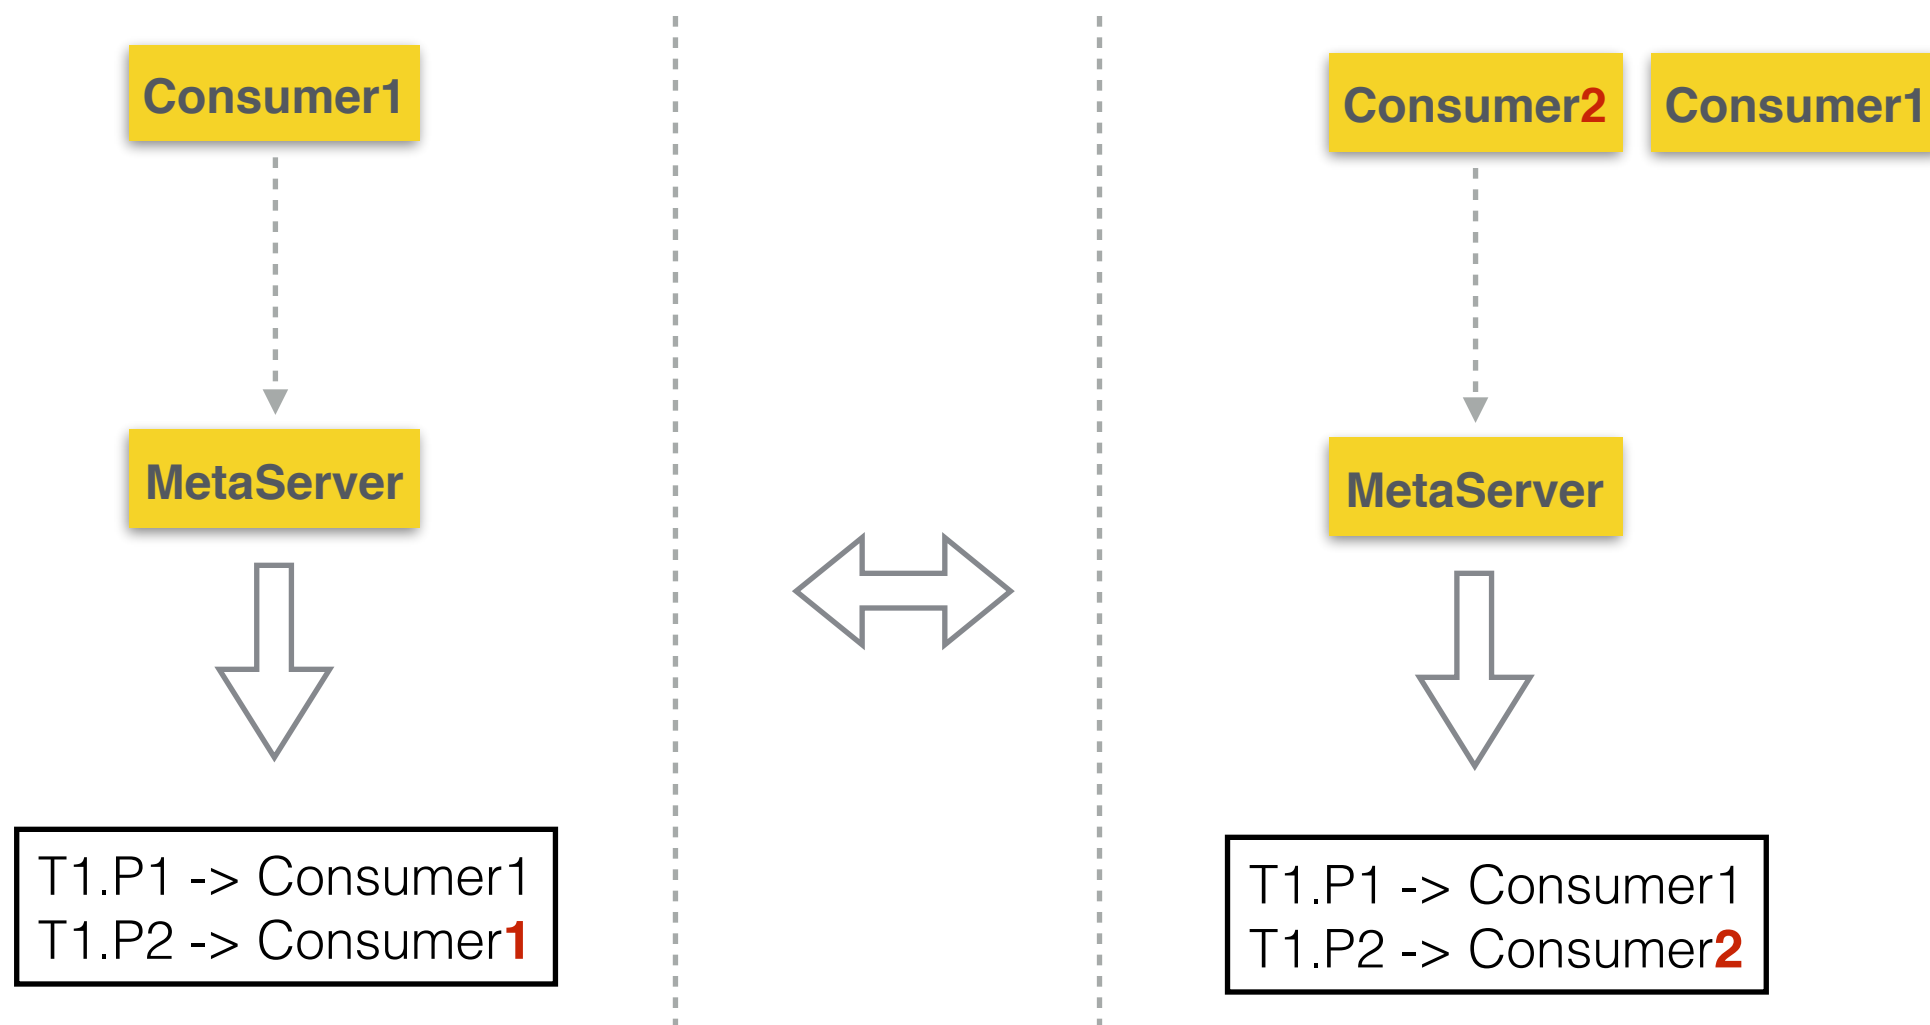 Consumer1
MetaServer
T1.P1 -> Consumer1
T1.P2 -> Consumer1
Consumer2
Consumer1
MetaServer
T1.P1 -> Consumer1
T1.P2 -> Consumer2